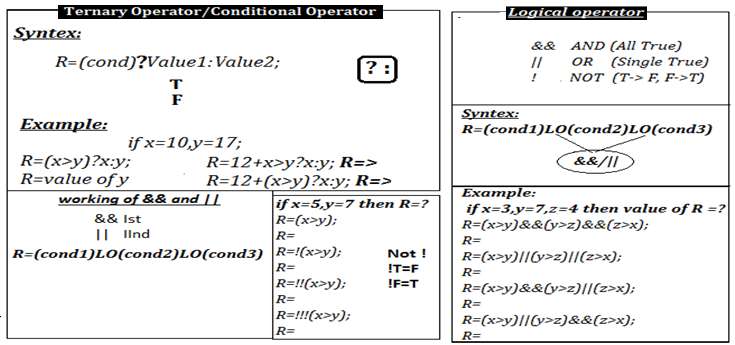 Ternary Operator/Conditional Operator
Syntex:
R=(cond)?Value1:Value2;
? :
T
F
Example:
if x=10,y=17;
R=(x>y)?x:y; R=12+x>y?x:y; R=>
R=value of y R=12+(x>y)?x:y; R=>
working of && and ||
&& Ist
|| IInd
R=(cond1)LO(cond2)LO(cond3)
if x=5,y=7 then R=?
R=(x>y);
R=
R=!(x>y); Not !
R= !T=F
R=!!(x>y); !F=T
R=
R=!!!(x>y);
R=
Logical operator
&& AND (All True)
|| OR (Single True)
! NOT (T-> F, F->T)
Syntex:
R=(cond1)LO(cond2)LO(cond3)
&&/||
Example:
if x=3,y=7,z=4 then value of R =?
R=(x>y)&&(y>z)&&(z>x);
R=
R=(x>y)||(y>z)||(z>x);
R=
R=(x>y)&&(y>z)||(z>x);
R=
R=(x>y)||(y>z)&&(z>x);
R=